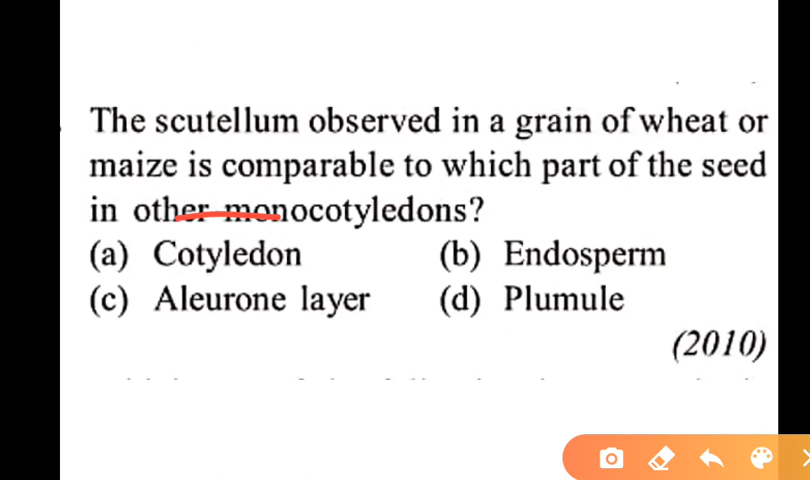 The scutellum observed in a grain of wheat or
maize is comparable to which part of the seed
in other monocotyledons?
(a) Cotyledon (b) Endosperm
(c) Aleurone layer (d) Plumule
(2010)